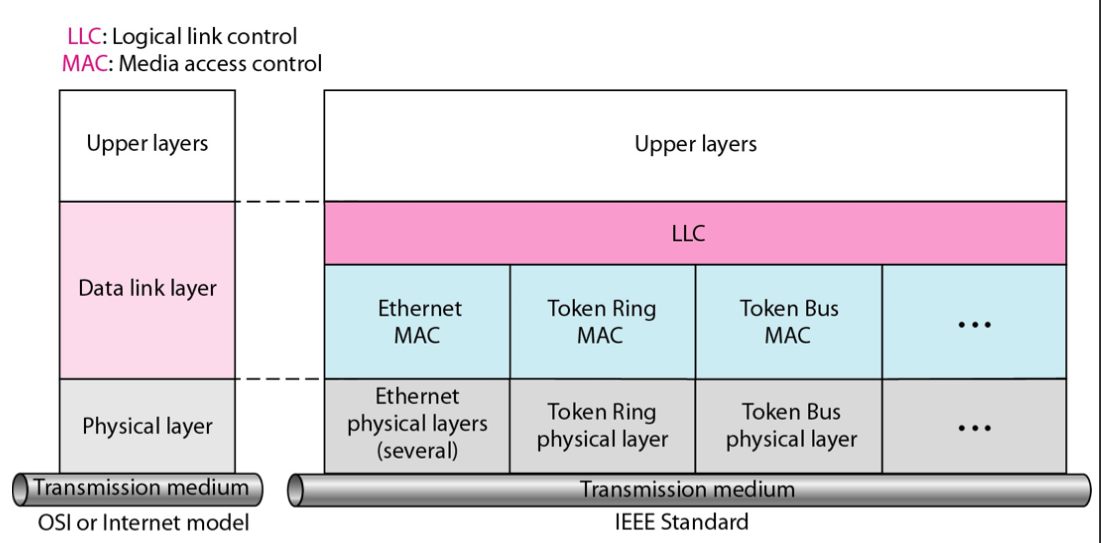 LLC: Logical link control
MAC: Media access control
Upper layers
Upper layers
Data link layer
LLC
Ethernet
MAC
Token Ring
MAC
Token Bus
MAC
...
Physical layer
Ethernet
physical layers
(several)
Token Ring
physical layer
Token Bus
physical layer
...
Transmission medium
Transmission medium
OSI or Internet model
IEEE Standard